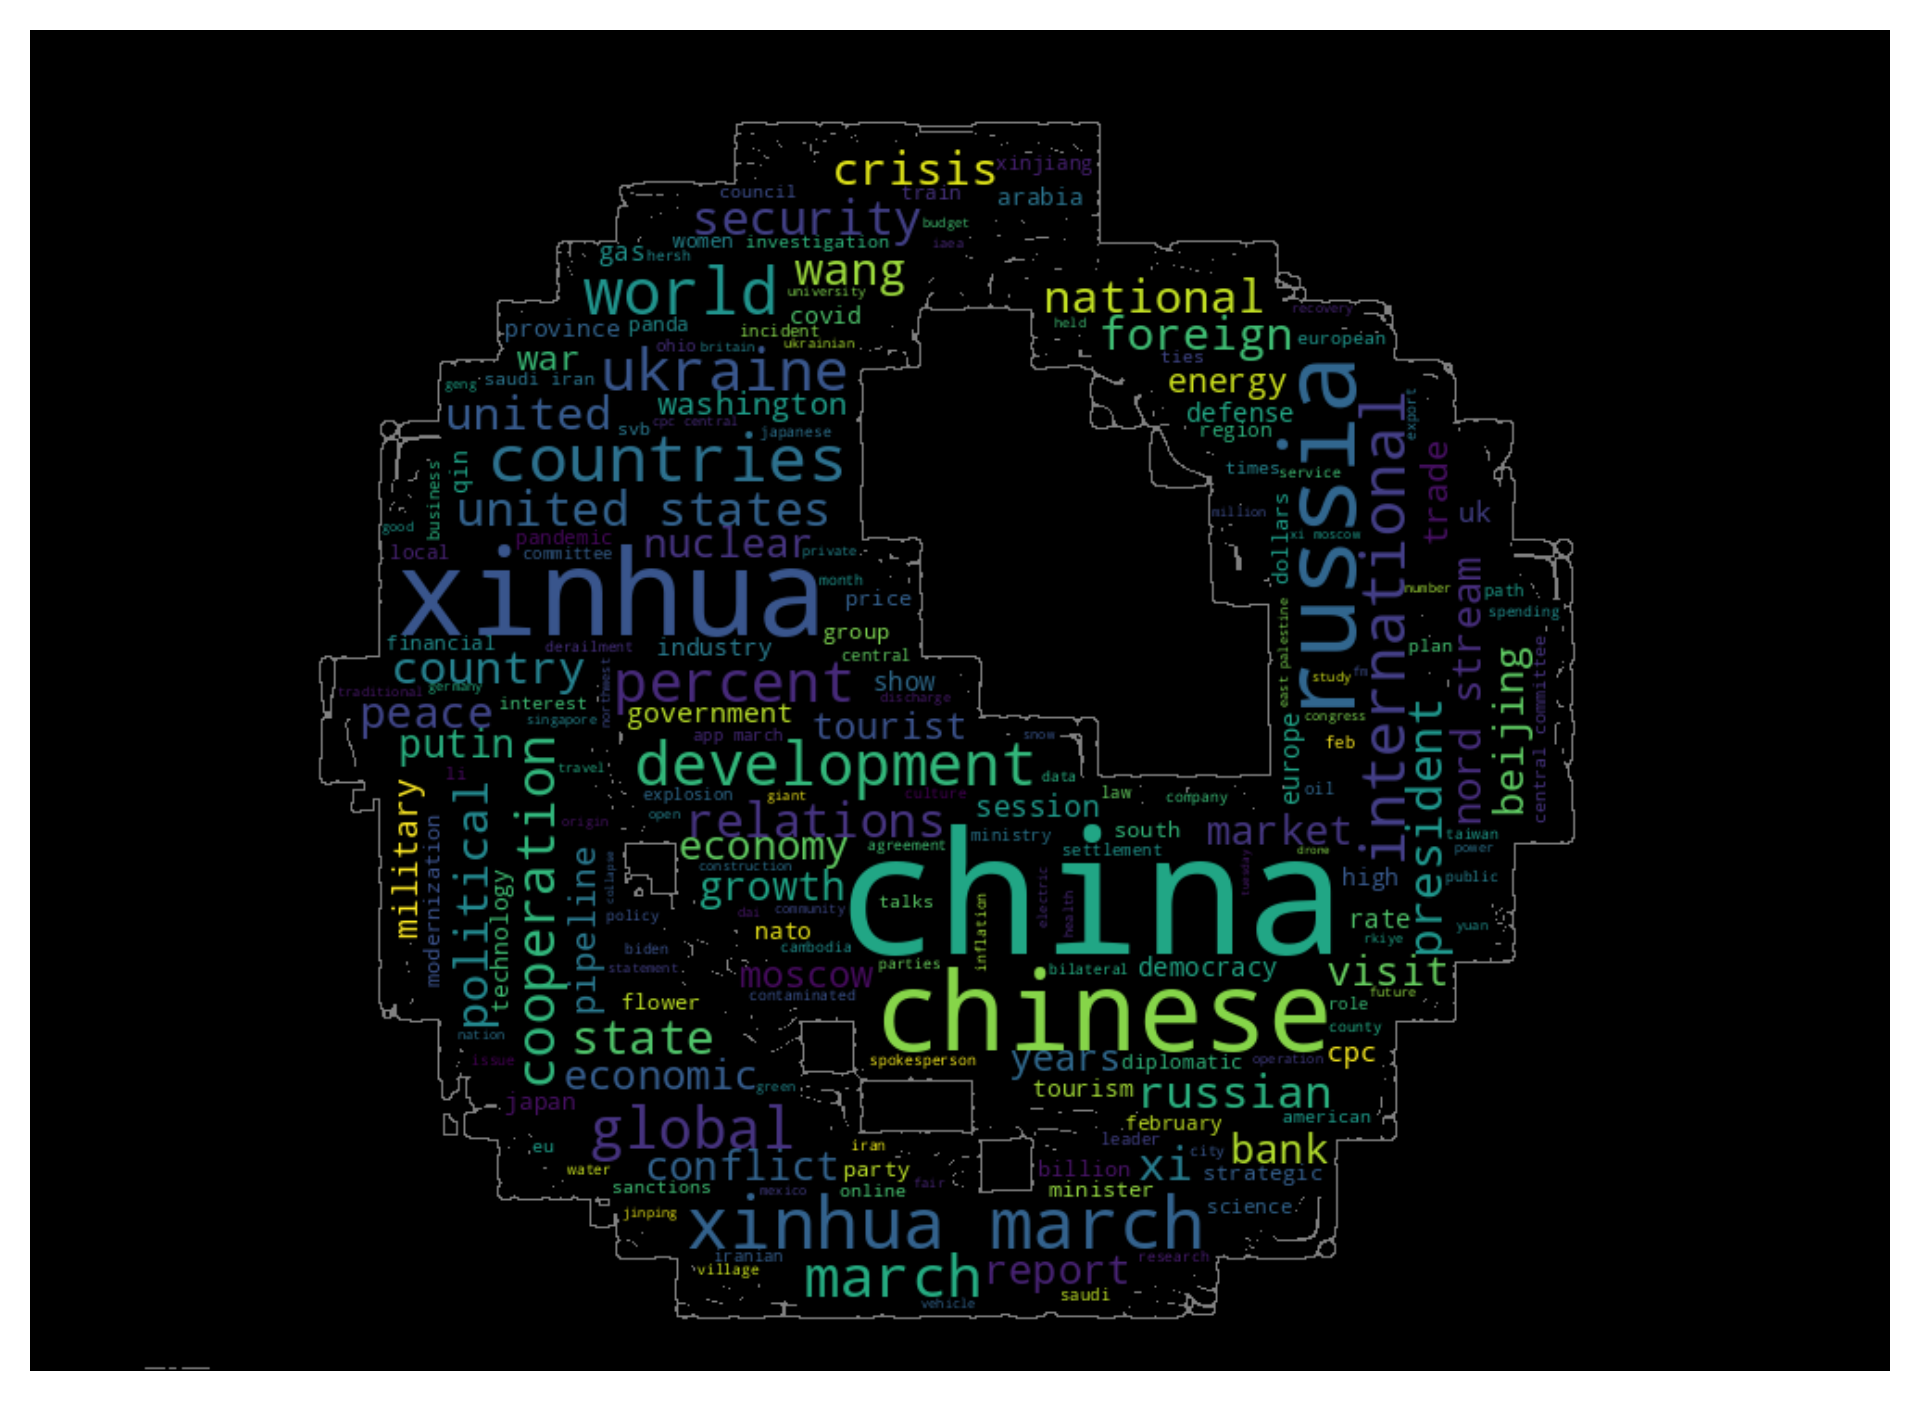 crisis
xinjiang
council
train
arabia
security
budget
women
investigation
iaea
gas
hersh
wang
world
university
national
covid
recovery
province
panda
incident
held
foreign
european
ohio
britain
ukrainian
war
ties
geng
saudi iran
ukraine
energy
russia
washington
united
defense
export
svb
cpc central
japanese
region
international
countries
qin
business
times
service
trade
united states
good
million
uk
dollars
xi moscow
pandemic
nuclear
local
committee
private
xinhua
month
price
number
path
nord stream
spending
east palestine
group
financial
derailment
industry
central
plan
central committee
country
northwest
percent
show
study
fm
beijing
traditional
germany
discharge
interest
peace
government
singapore
tourist
congress
europe
president
putin
app march
snow
feb
cooperation
development
travel
data
li
military
explosion
giant
culture
law
company
oil
political
modernization
origin
open
relations
session
ministry
south
market
taiwan
economy
agreement
settlement
drone
power
pipeline
collapse
construction
china
growth
electric
tuesday
high
public
technology
talks
health
policy
dai
community
inflation
rate
nato
yuan
biden
cambodia
rkiye
statement
moscow
parties
bilateral
democracy
visit
contaminated
chinese
future
flower
role
nation
state
county
issue
spokesperson
years
diplomatic
operation
cpc
economic
green
tourism
russian
japan
american
global
february
eu
iran
leader
city
bank
water
conflict
party
billion
xi
strategic
sanctions
mexico
online
fair
minister
jinping
xinhua march
science
iranian
research
village
march
report
saudi
vehicle